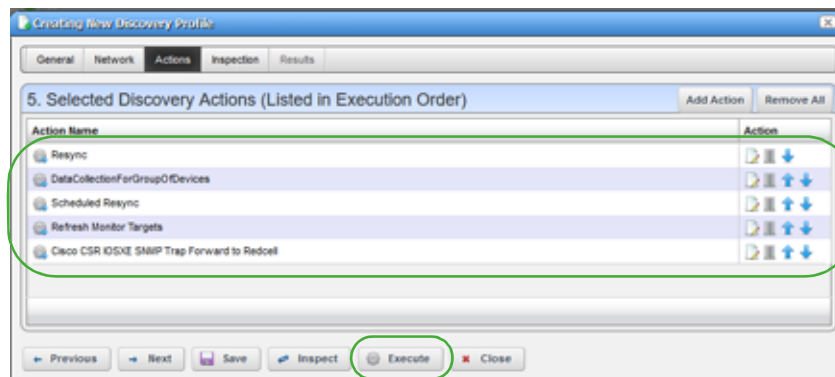 Creating New Discovery Profile
General Network Actions Inspection Results
5. Selected Discovery Actions (Listed in Execution Order) Add Action Remove All
Action Name Action
Resync
DataCollectionForGroupOfDevices
Scheduled Resync
Refresh Monitor Targets
Cisco CSR IOSXE SNMP Trap Forward to Redcell
Previous Next Save Inspect Execute Close